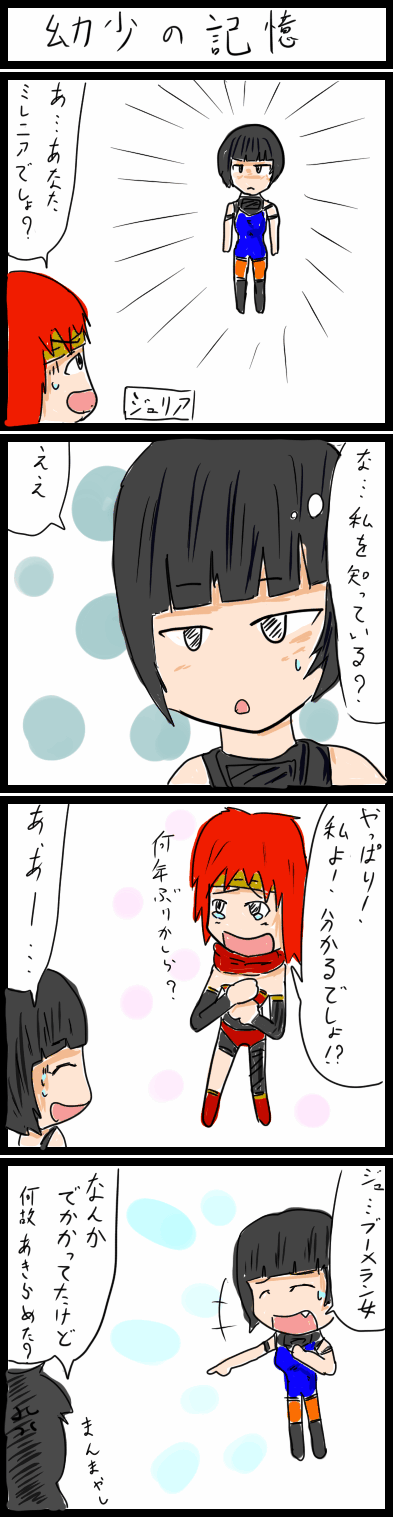 幼少の記憶
あ…あなた、
ミレニアでしょ？
ジュリア
な…私を知っている？
ええ
やっぱり！
私よ！分かるでしょ!?
何年ぶりかしら？
あ、あー…
ジュ…ブーメラン女
なんか
でかかってたけど
何故あきらめた？
まんまやし